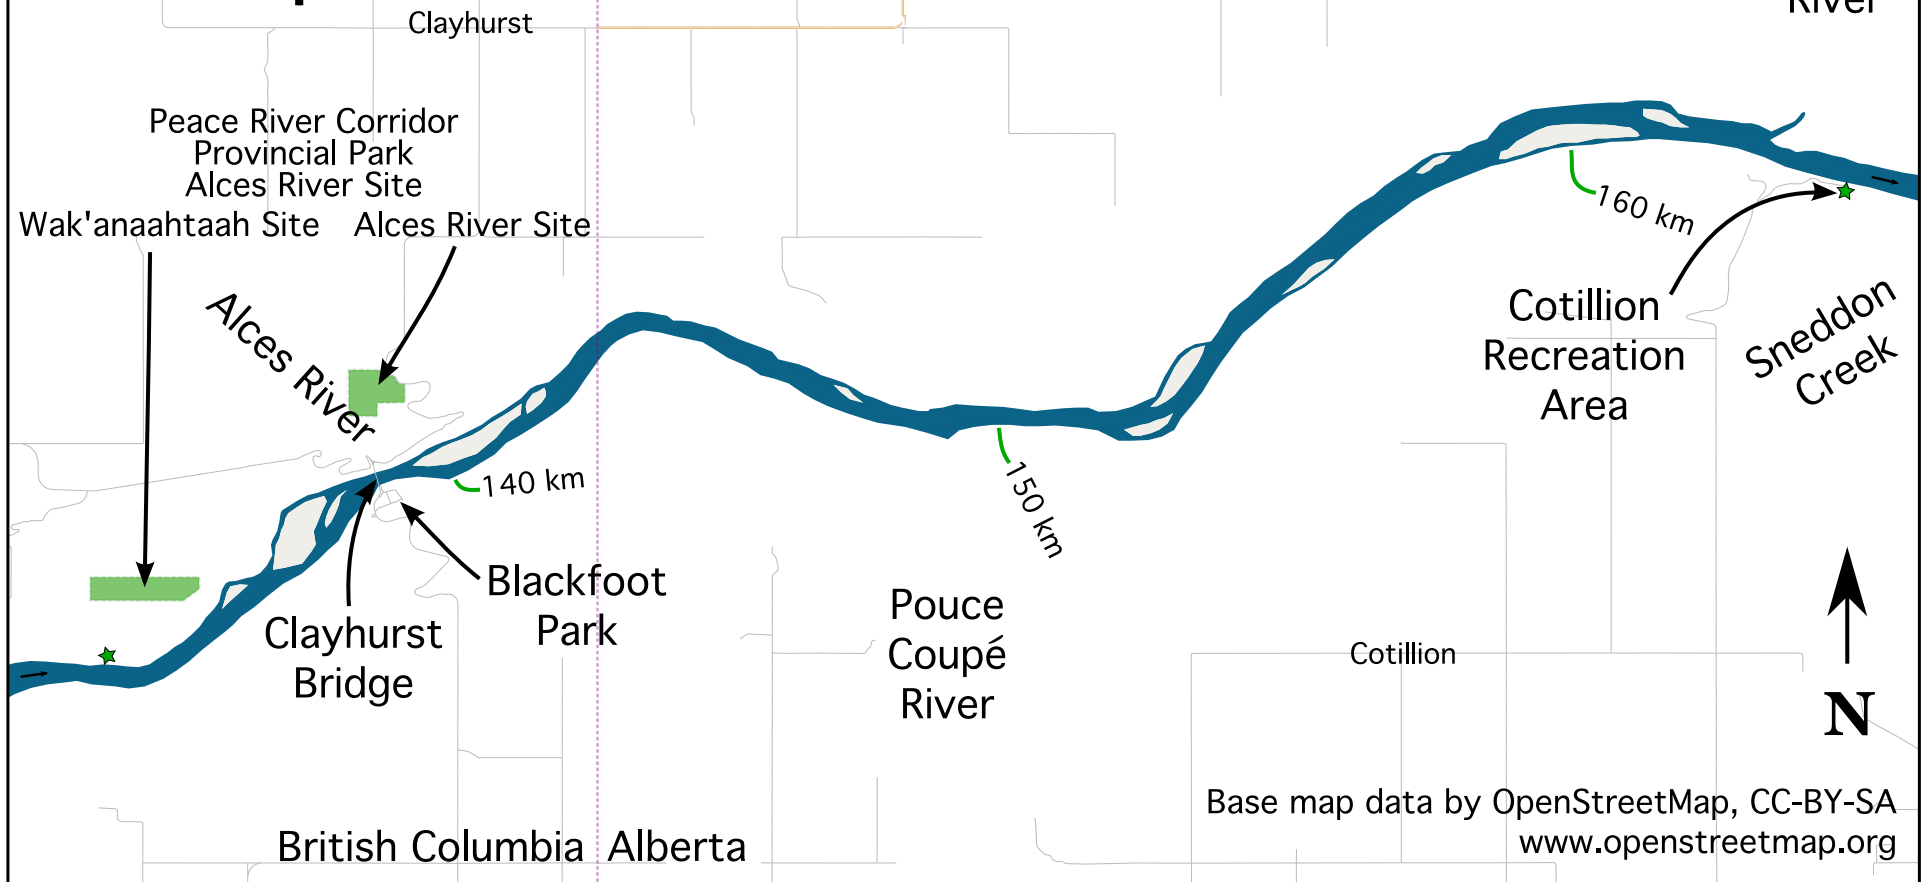 River
Clayhurst
Peace River Corridor
Provincial Park
Alces River Site
Wak'anaahtaah Site
Alces River Site
Alces River
140 km
150 km
160 km
Cotillion
Recreation
Area
Sneddon
Creek
Blackfoot
Park
Clayhurst
Bridge
Pouce
Coupé
River
Cotillion
N
British Columbia
Alberta
Base map data by OpenStreetMap, CC-BY-SA
www.openstreetmap.org